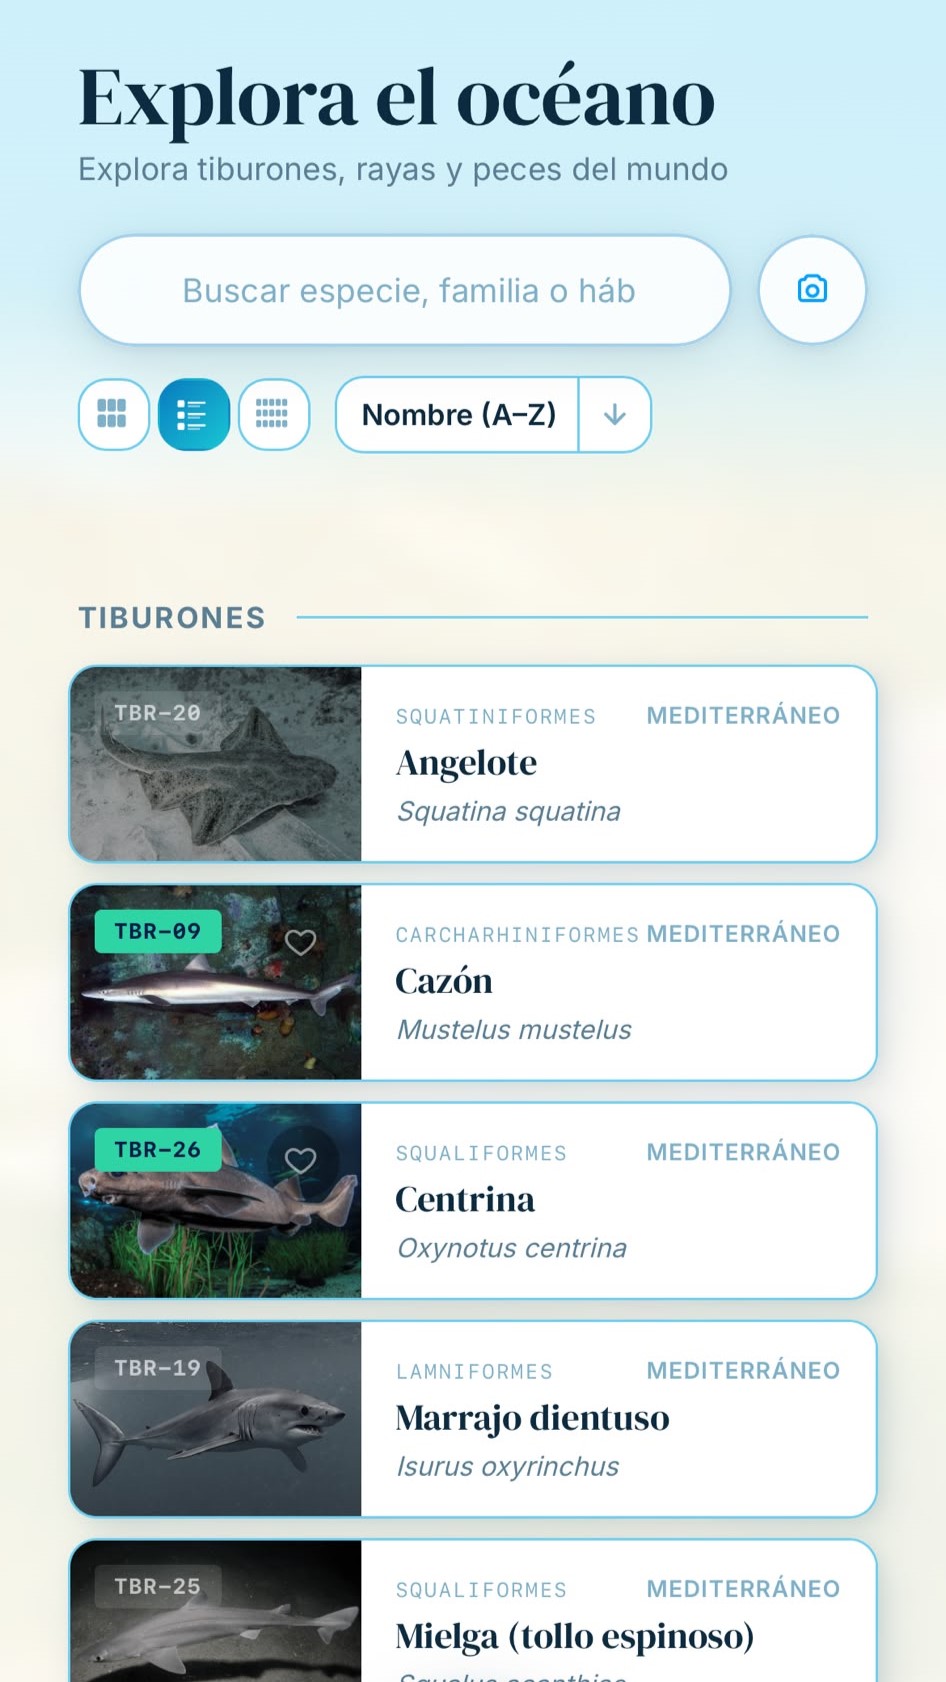 Explora el océano
Explora tiburones, rayas y peces del mundo
Buscar especie, familia o háb
Nombre (A–Z)
TIBURONES
TBR–20
SQUATINIFORMES MEDITERRÁNEO
Angelote
Squatina squatina
TBR–09
CARCHARHINIFORMES MEDITERRÁNEO
Cazón
Mustelus mustelus
TBR–26
SQUALIFORMES MEDITERRÁNEO
Centrina
Oxynotus centrina
TBR–19
LAMNIFORMES MEDITERRÁNEO
Marrajo dientuso
Isurus oxyrinchus
TBR–25
SQUALIFORMES MEDITERRÁNEO
Mielga (tollo espinoso)